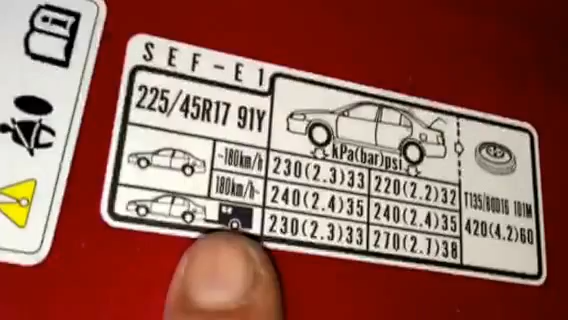 SEF-E1
225/45R17 91Y
kPa(bar)psi
~180km/h 230(2.3)33 220(2.2)32
180km/h~ 240(2.4)35 240(2.4)35
230(2.3)33 270(2.7)38
T135/80D16 101M
420(4.2)60